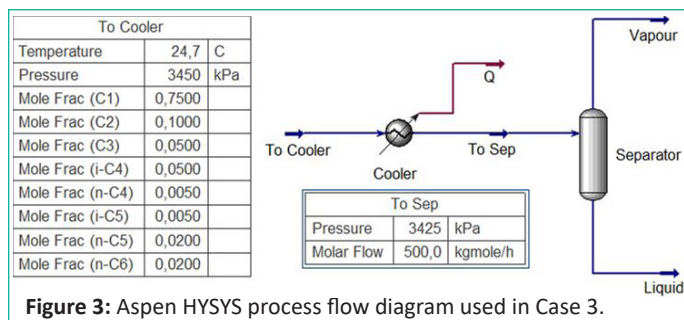 To Cooler
Temperature 24,7 C
Pressure 3450 kPa
Mole Frac (C1) 0,7500
Mole Frac (C2) 0,1000
Mole Frac (C3) 0,0500
Mole Frac (i-C4) 0,0500
Mole Frac (n-C4) 0,0050
Mole Frac (i-C5) 0,0050
Mole Frac (n-C5) 0,0200
Mole Frac (n-C6) 0,0200
Vapour
Q
To Cooler
Cooler
To Sep
Separator
To Sep
Pressure 3425 kPa
Molar Flow 500,0 kgmole/h
Liquid
Figure 3: Aspen HYSYS process flow diagram used in Case 3.